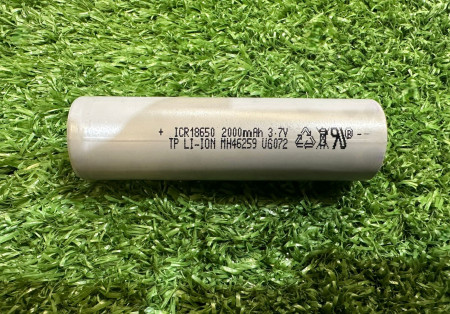 + ICR18650 2000mAh 3.7V
TP LI-ION MH46259 U6072